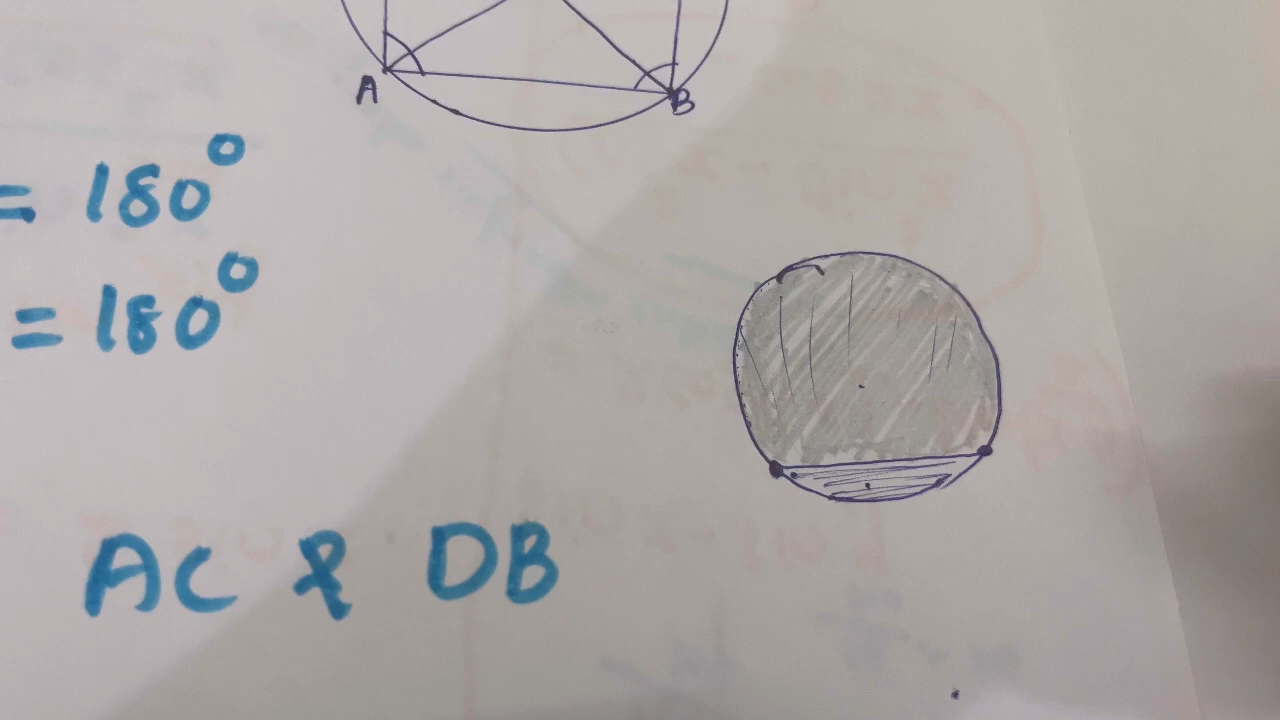 A
B
= 180°
= 180°
AC & DB